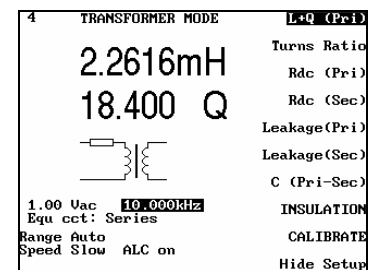 4 TRANSFORMER MODE
L+Q (Pri)
Turns Ratio
2.2616mH
Rdc (Pri)
18.400 Q
Rdc (Sec)
Leakage(Pri)
Leakage(Sec)
C (Pri-Sec)
1.00 Vac 10.000kHz
INSULATION
Equ cct: Series
Range Auto
CALIBRATE
Speed Slow ALC on
Hide Setup